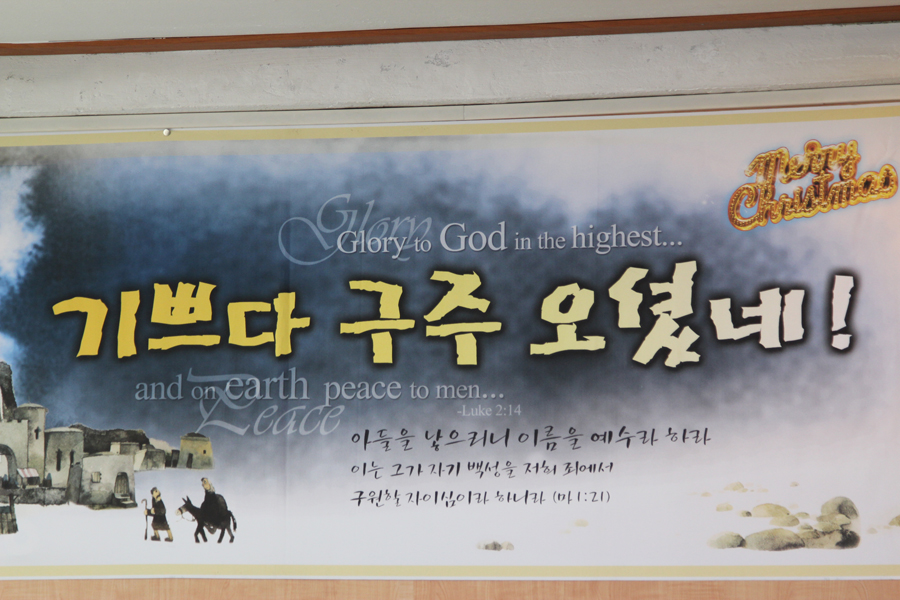 Merry
Christmas
Glory
Glory to God in the highest...
기쁘다 구주 오셨네!
and on earth peace to men...
Peace
-Luke 2:14
아들을 낳으리니 이름을 예수라 하라
이는 그가 자기 백성을 저희 죄에서
구원할 자이심이라 하니라 (마1:21)